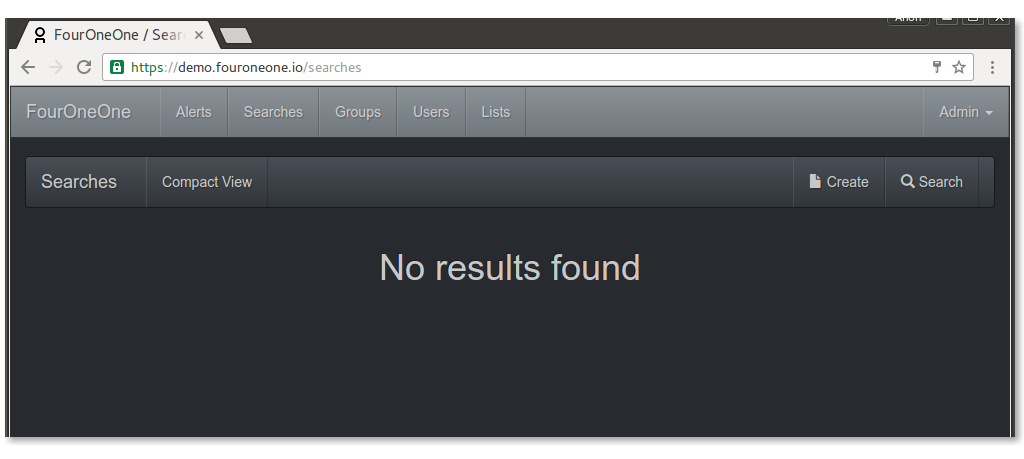 Anon
FourOneOne / Sear
https://demo.fouroneone.io/searches
FourOneOne Alerts Searches Groups Users Lists Admin
Searches Compact View Create Search
No results found